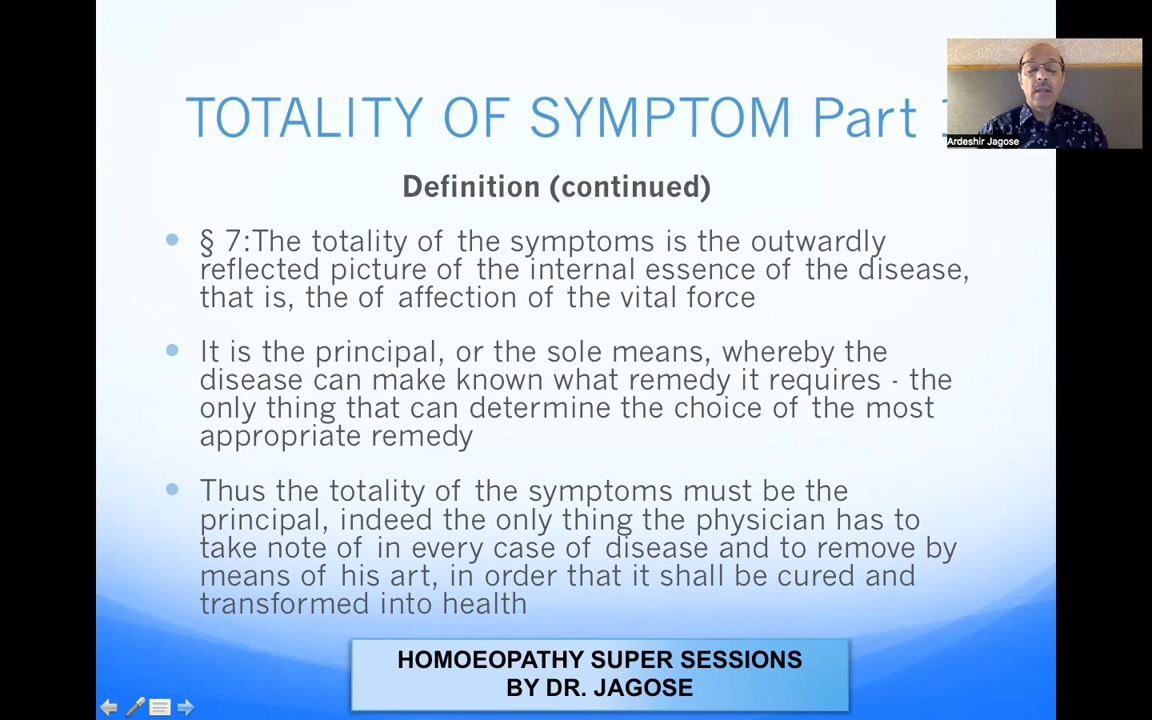 TOTALITY OF SYMPTOM Part
Ardeshir Jagose
Definition (continued)
• § 7:The totality of the symptoms is the outwardly
reflected picture of the internal essence of the disease,
that is, the of affection of the vital force
• It is the principal, or the sole means, whereby the
disease can make known what remedy it requires - the
only thing that can determine the choice of the most
appropriate remedy
• Thus the totality of the symptoms must be the
principal, indeed the only thing the physician has to
take note of in every case of disease and to remove by
means of his art, in order that it shall be cured and
transformed into health
HOMOEOPATHY SUPER SESSIONS
BY DR. JAGOSE